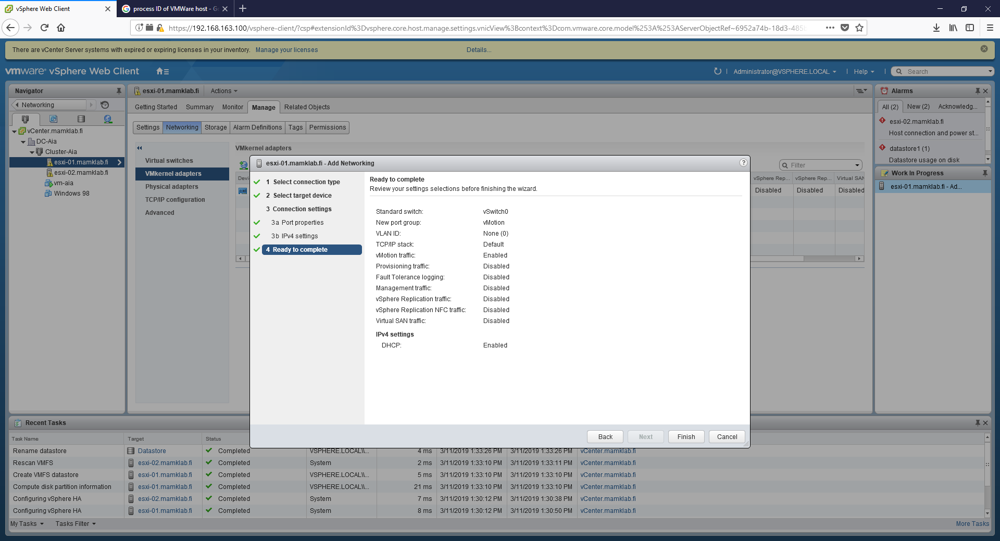 vSphere Web Client
process ID of VMWare host - Go
https://192.168.163.100/vsphere-client/?csp#extensionId%3Dvsphere.core.host.manage.settings.vnicView%3Bcontext%3Dcom.vmware.core.model%253A%253AServerObjectRef~6952a74b-18d3-485b
There are vCenter Server systems with expired or expiring licenses in your inventory. Manage your licenses Details...
vmware vSphere Web Client
Administrator@VSPHERE.LOCAL Help Search
Navigator
Networking
vCenter.mamklab.fi
DC-Aia
Cluster-Aia
esxi-01.mamklab.fi
esxi-02.mamklab.fi
vm-aia
Windows 98
esxi-01.mamklab.fi Actions
Getting Started Summary Monitor Manage Related Objects
Settings Networking Storage Alarm Definitions Tags Permissions
Virtual switches
VMkernel adapters
Physical adapters
TCP/IP configuration
Advanced
VMkernel adapters
Filter
Devi vSphere Rep... vSphere Rep... Virtual SAN
Disabled Disabled Disabled
esxi-01.mamklab.fi - Add Networking
1 Select connection type
2 Select target device
3 Connection settings
3a Port properties
3b IPv4 settings
4 Ready to complete
Ready to complete
Review your settings selections before finishing the wizard.
Standard switch: vSwitch0
New port group: vMotion
VLAN ID: None (0)
TCP/IP stack: Default
vMotion traffic: Enabled
Provisioning traffic: Disabled
Fault Tolerance logging: Disabled
Management traffic: Disabled
vSphere Replication traffic: Disabled
vSphere Replication NFC traffic: Disabled
Virtual SAN traffic: Disabled
IPv4 settings
DHCP: Enabled
Back Next Finish Cancel
Alarms
All (2) New (2) Acknowledg...
esxi-02.mamklab.fi
Host connection and power st...
datastore1 (1)
Datastore usage on disk
Work In Progress
esxi-01.mamklab.fi - Ad...
Recent Tasks
Task Name Target Status
Rename datastore Datastore Completed VSPHERE.LOCAL\\... 4 ms 3/11/2019 1:33:26 PM 3/11/2019 1:33:26 PM vCenter.mamklab.fi
Rescan VMFS esxi-02.mamklab.fi Completed System 2 ms 3/11/2019 1:33:10 PM 3/11/2019 1:33:11 PM vCenter.mamklab.fi
Create VMFS datastore esxi-01.mamklab.fi Completed VSPHERE.LOCAL\\... 5 ms 3/11/2019 1:33:10 PM 3/11/2019 1:33:10 PM vCenter.mamklab.fi
Compute disk partition information esxi-01.mamklab.fi Completed VSPHERE.LOCAL\\... 21 ms 3/11/2019 1:33:10 PM 3/11/2019 1:33:10 PM vCenter.mamklab.fi
Configuring vSphere HA esxi-02.mamklab.fi Completed System 7 ms 3/11/2019 1:30:12 PM 3/11/2019 1:30:38 PM vCenter.mamklab.fi
Configuring vSphere HA esxi-01.mamklab.fi Completed System 8 ms 3/11/2019 1:30:12 PM 3/11/2019 1:30:50 PM vCenter.mamklab.fi
My Tasks Tasks Filter More Tasks